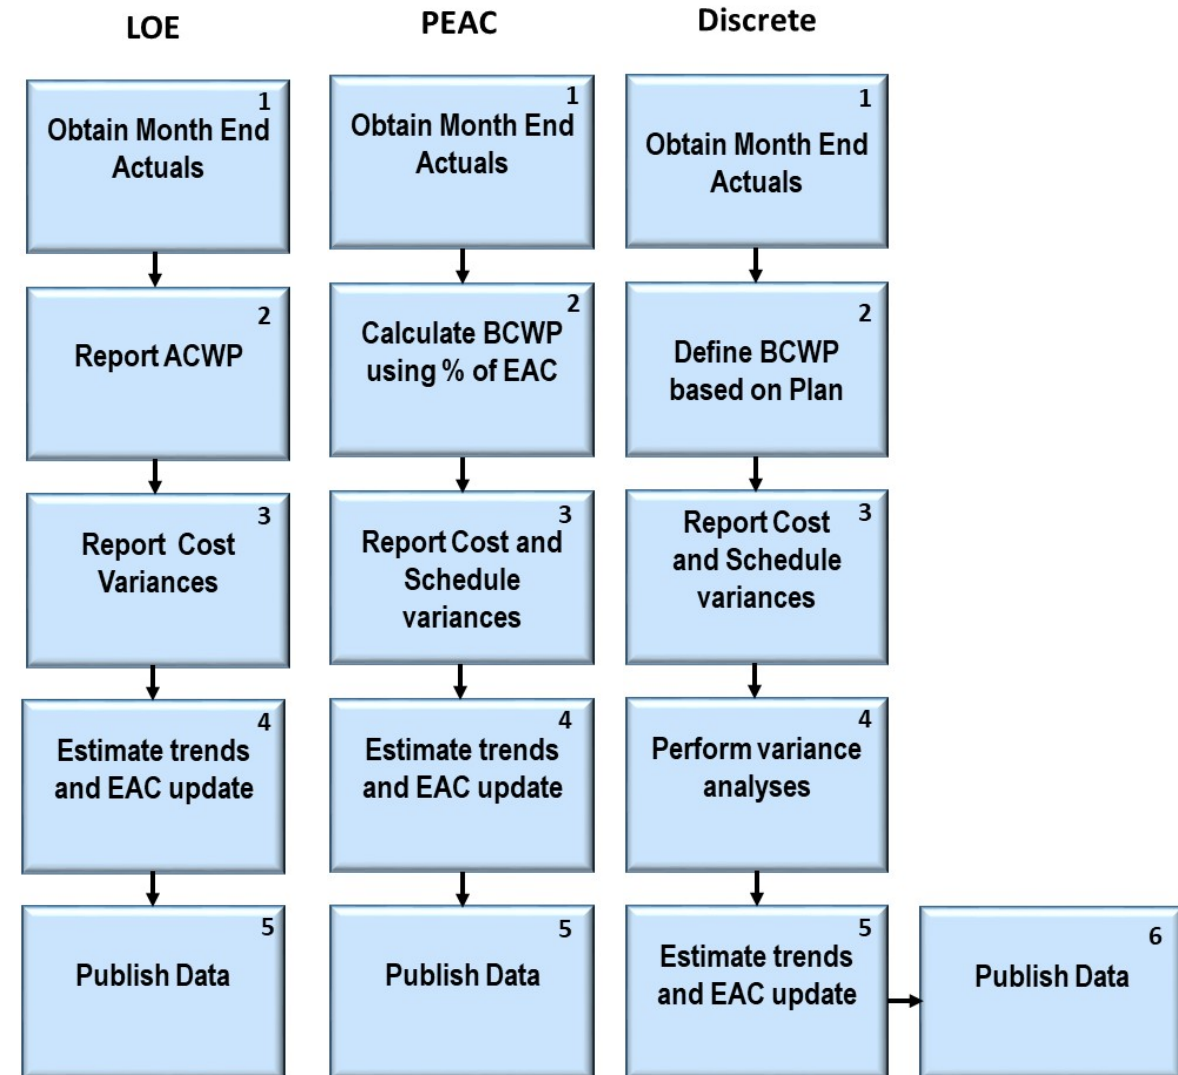 LOE
1
Obtain Month End
Actuals
2
Report ACWP
3
Report Cost
Variances
4
Estimate trends
and EAC update
5
Publish Data
PEAC
1
Obtain Month End
Actuals
2
Calculate BCWP
using % of EAC
3
Report Cost and
Schedule
variances
4
Estimate trends
and EAC update
5
Publish Data
Discrete
1
Obtain Month End
Actuals
2
Define BCWP
based on Plan
3
Report Cost
and Schedule
variances
4
Perform variance
analyses
5
Estimate trends
and EAC update
6
Publish Data